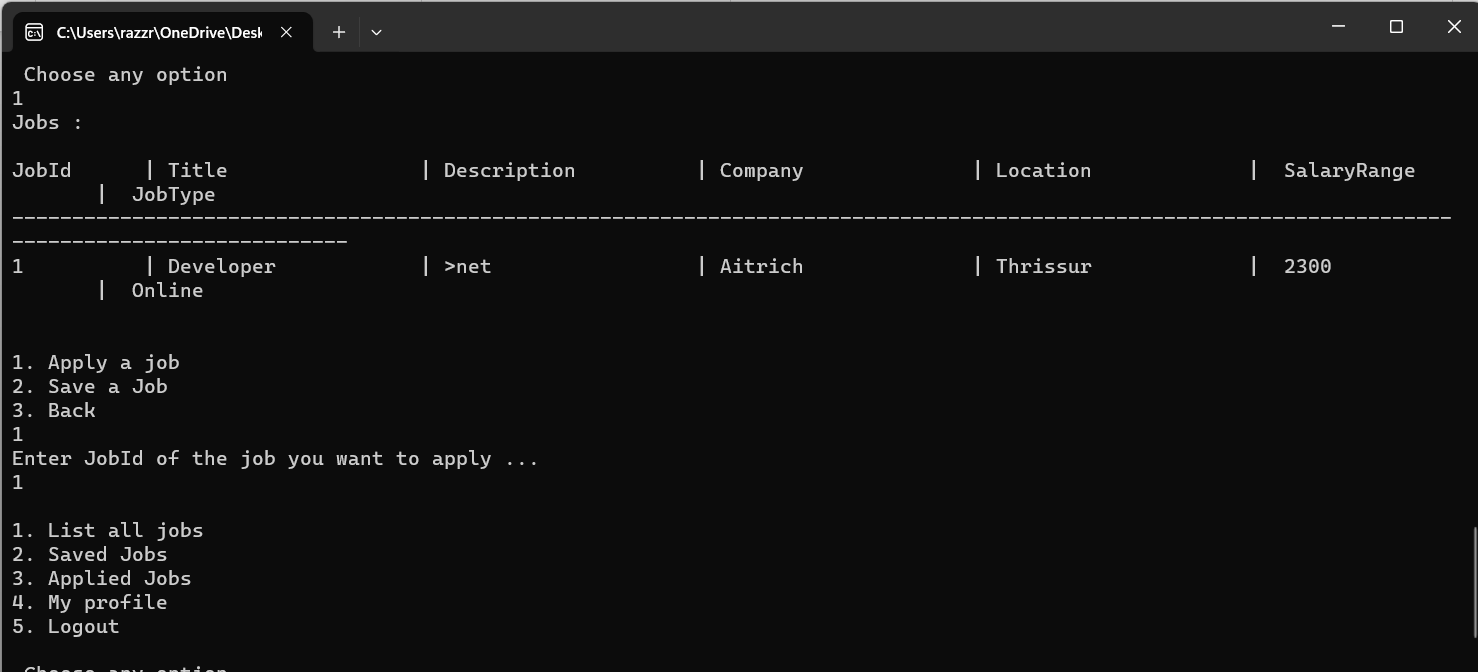 C:\Users\razzr\OneDrive\Desk
Choose any option
1
Jobs :
JobId | Title | Description | Company | Location | SalaryRange
| JobType
------------------------------------------------------------------------------------------------------------------------
----------------------------
1 | Developer | >net | Aitrich | Thrissur | 2300
| Online
1. Apply a job
2. Save a Job
3. Back
1
Enter JobId of the job you want to apply ...
1
1. List all jobs
2. Saved Jobs
3. Applied Jobs
4. My profile
5. Logout
Choose any option